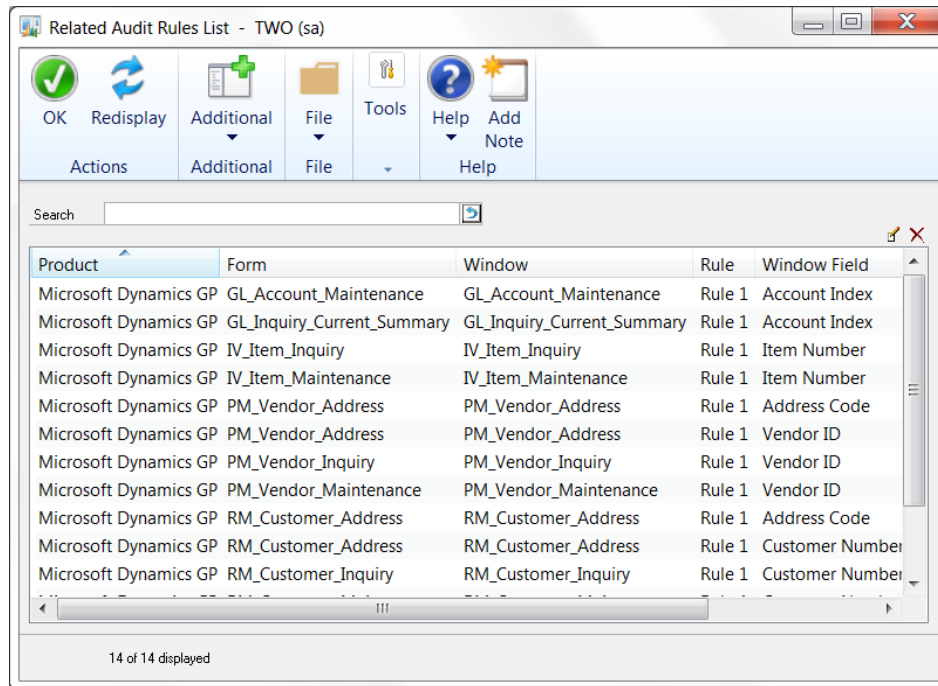 Related Audit Rules List - TWO (sa)
OK Redisplay Additional File Tools Help Add Note
Actions Additional File Help
Search
Product Form Window Rule Window Field
Microsoft Dynamics GP GL_Account_Maintenance GL_Account_Maintenance Rule 1 Account Index
Microsoft Dynamics GP GL_Inquiry_Current_Summary GL_Inquiry_Current_Summary Rule 1 Account Index
Microsoft Dynamics GP IV_Item_Inquiry IV_Item_Inquiry Rule 1 Item Number
Microsoft Dynamics GP IV_Item_Maintenance IV_Item_Maintenance Rule 1 Item Number
Microsoft Dynamics GP PM_Vendor_Address PM_Vendor_Address Rule 1 Address Code
Microsoft Dynamics GP PM_Vendor_Address PM_Vendor_Address Rule 1 Vendor ID
Microsoft Dynamics GP PM_Vendor_Inquiry PM_Vendor_Inquiry Rule 1 Vendor ID
Microsoft Dynamics GP PM_Vendor_Maintenance PM_Vendor_Maintenance Rule 1 Vendor ID
Microsoft Dynamics GP RM_Customer_Address RM_Customer_Address Rule 1 Address Code
Microsoft Dynamics GP RM_Customer_Address RM_Customer_Address Rule 1 Customer Number
Microsoft Dynamics GP RM_Customer_Inquiry RM_Customer_Inquiry Rule 1 Customer Number
14 of 14 displayed